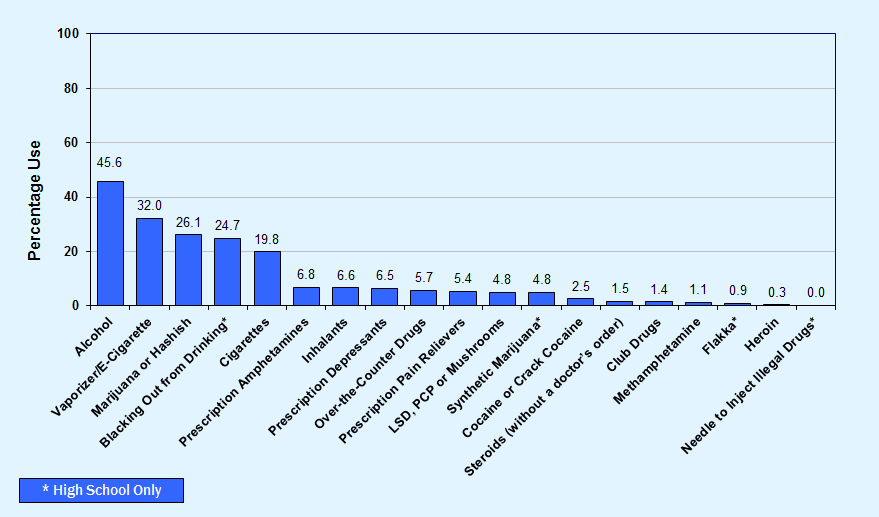 Percentage Use
100
80
60
40
20
0
45.6
32.0
26.1
24.7
19.8
6.8
6.6
6.5
5.7
5.4
4.8
4.8
2.5
1.5
1.4
1.1
0.9
0.3
0.0
Alcohol
Vaporizer/E-Cigarette
Marijuana or Hashish
Blacking Out from Drinking*
Cigarettes
Prescription Amphetamines
Inhalants
Prescription Depressants
Over-the-Counter Drugs
Prescription Pain Relievers
LSD, PCP or Mushrooms
Synthetic Marijuana*
Cocaine or Crack Cocaine
Steroids (without a doctor's order)
Club Drugs
Methamphetamine
Flakka*
Heroin
Needle to Inject Illegal Drugs*
* High School Only